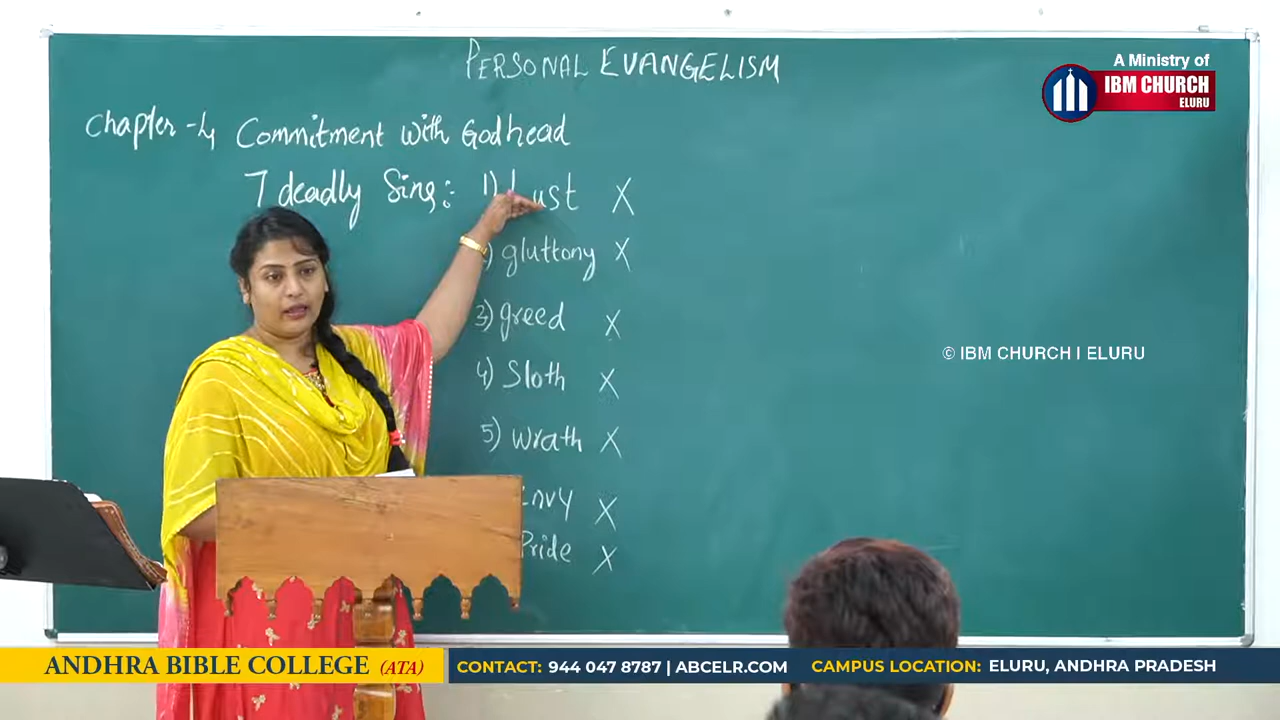 PERSONAL EVANGELISM
A Ministry of
IBM CHURCH
ELURU
Chapter - 4 Commitment with Godhead
7 deadly Sins: 1) Lust X
) gluttony X
3) greed X
4) Sloth X
5) wrath X
Envy X
Pride X
© IBM CHURCH I ELURU
ANDHRA BIBLE COLLEGE (ATA)
CONTACT: 944 047 8787 | ABCELR.COM
CAMPUS LOCATION: ELURU, ANDHRA PRADESH